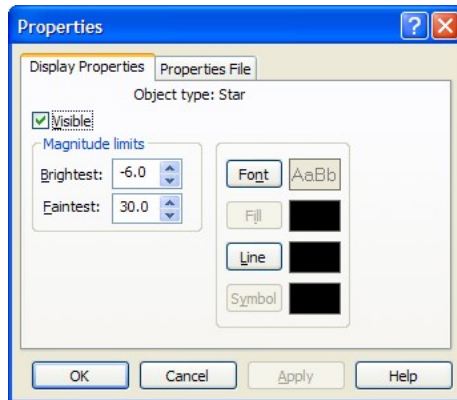 Properties
Display Properties Properties File
Object type: Star
Visible
Magnitude limits
Brightest: -6.0
Faintest: 30.0
Font AaBb
Fill
Line
Symbol
OK Cancel Apply Help